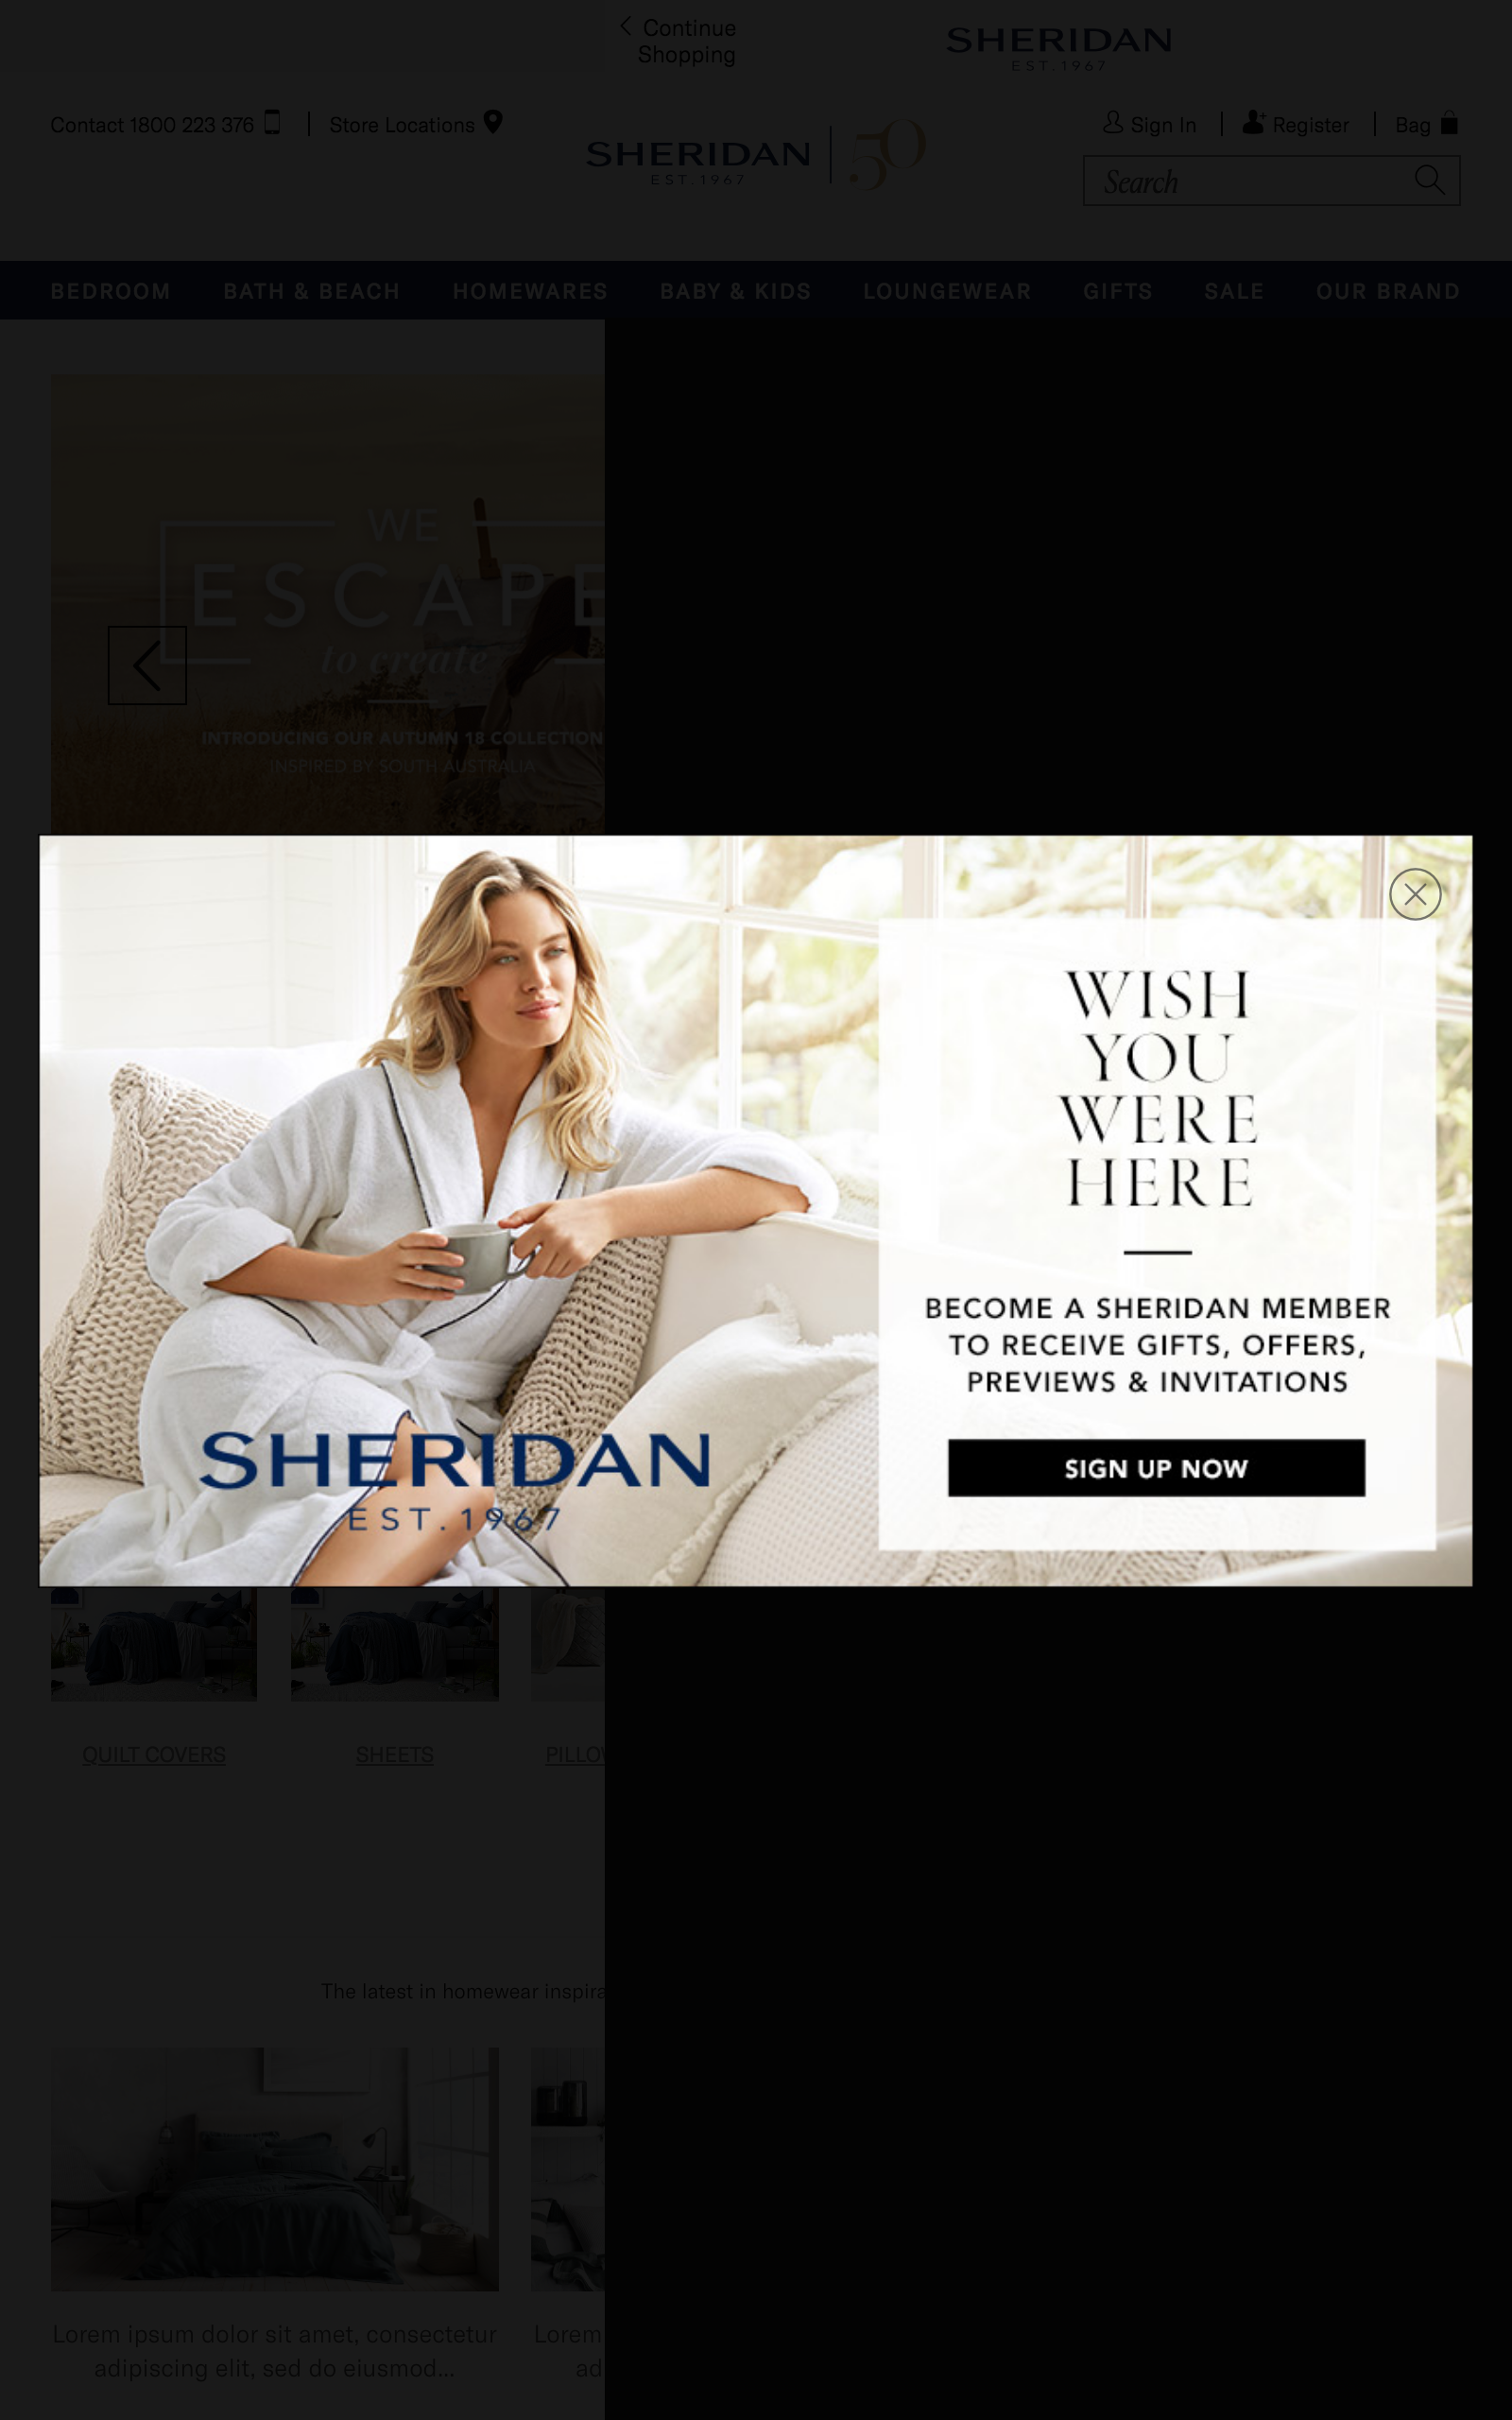 Continue
Shopping
SHERIDAN
EST.1967
Contact 1800 223 376
Store Locations
SHERIDAN
EST.1967
50
Sign In
Register
Bag
Search
BEDROOM
BATH & BEACH
HOMEWARES
BABY & KIDS
LOUNGEWEAR
GIFTS
SALE
OUR BRAND
WE
ESCAPE
to create
INTRODUCING OUR AUTUMN 18 COLLECTION
INSPIRED BY SOUTH AUSTRALIA
WISH
YOU
WERE
HERE
BECOME A SHERIDAN MEMBER
TO RECEIVE GIFTS, OFFERS,
PREVIEWS & INVITATIONS
SIGN UP NOW
SHERIDAN
EST.1967
QUILT COVERS
SHEETS
The latest in homewear
Lorem ipsum dolor sit amet, consectetur
adipiscing elit, sed do eiusmod...
Lorem